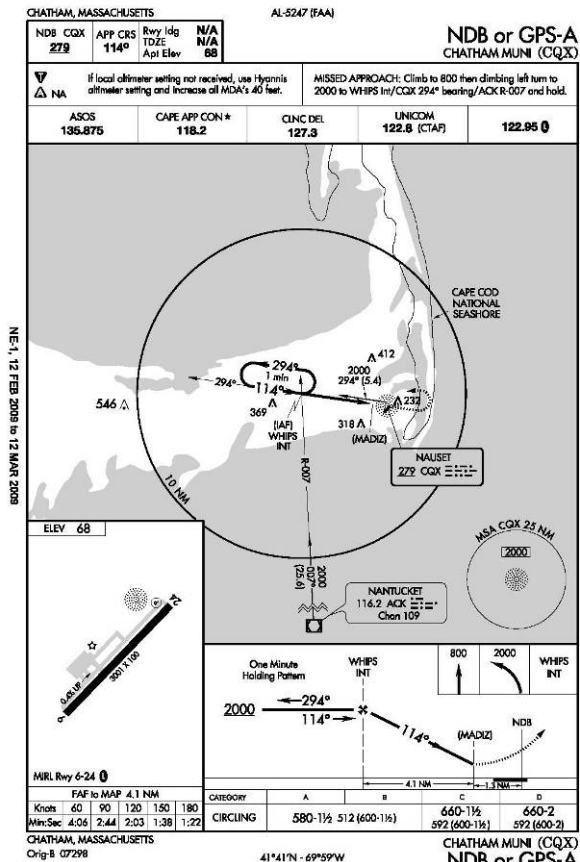 CHATHAM, MASSACHUSETTS
AL-5247 (FAA)
NDB CQX
279
APP CRS
114°
Rwy ldg N/A
TDZE N/A
Apt Elev 68
NDB or GPS-A
CHATHAM MUNI (CQX)
T
A NA
If local altimeter setting not received, use Hyannis
altimeter setting and increase all MDA's 40 feet.
MISSED APPROACH: Climb to 800 then climbing left turn to
2000 to WHIPS Int/CQX 294° bearing/ACK R-007 and hold.
ASOS
135.875
CAPE APP CON ★
118.2
CLNC DEL
127.3
UNICOM
122.8 (CTAF)
122.95
NE-1, 12 FEB 2009 to 12 MAR 2009
CAPE COD
NATIONAL
SEASHORE
294°
1 min
114°
294°
2000
294° (5.4)
412
232
546
369
318
(IAF)
WHIPS
INT
(MADIZ)
NAUSET
279 CQX
R-007
10 NM
2000
007°
(25.6)
NANTUCKET
116.2 ACK
Chan 109
MSA CQX 25 NM
2000
ELEV 68
24
0.4% UP
3001 X 100
6
MIRL Rwy 6-24
FAF to MAP 4.1 NM
Knots 60 90 120 150 180
Min:Sec 4:06 2:44 2:03 1:38 1:22
One Minute
Holding Pattern
WHIPS
INT
800
2000
WHIPS
INT
2000
294°
114°
114°
(MADIZ)
NDB
4.1 NM
1.3 NM
CATEGORY A B C D
CIRCLING
580-1½ 512 (600-1½)
660-1½
592 (600-1½)
660-2
592 (600-2)
CHATHAM, MASSACHUSETTS
Orig-B 07298
41°41'N - 69°59'W
CHATHAM MUNI (CQX)
NDB or GPS-A